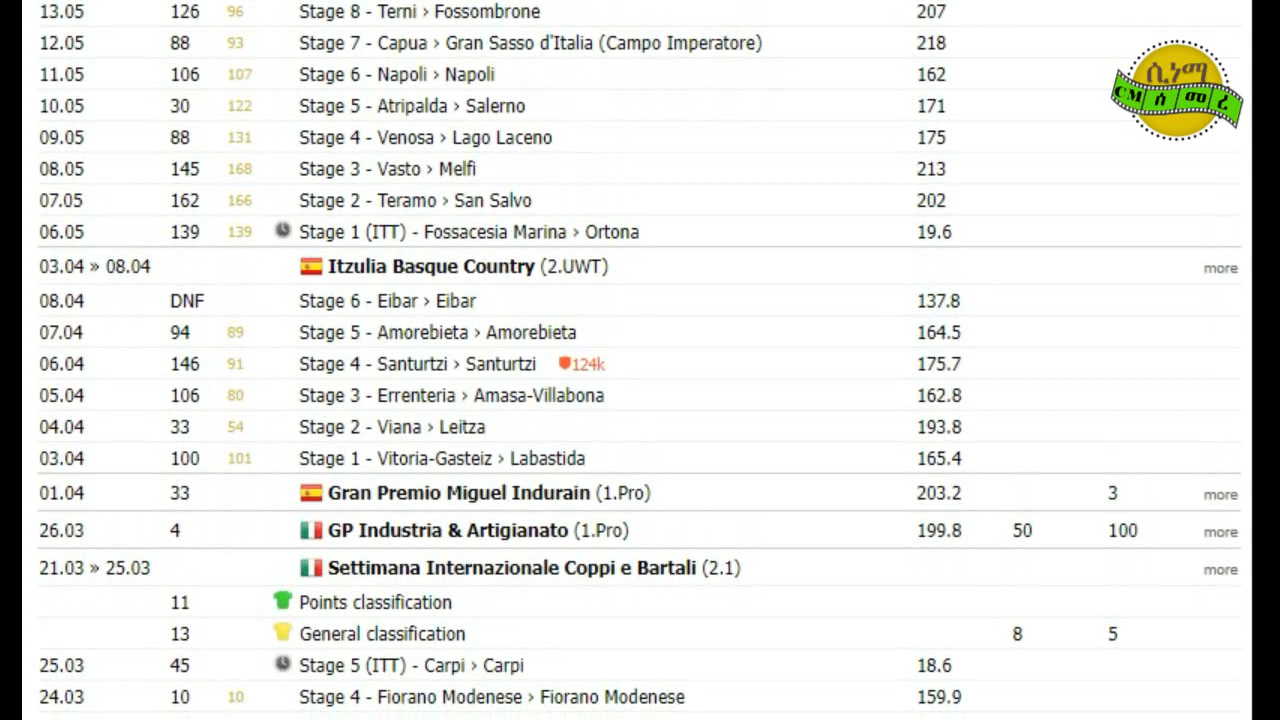 13.05 126 96 Stage 8 - Terni › Fossombrone 207
12.05 88 93 Stage 7 - Capua › Gran Sasso d'Italia (Campo Imperatore) 218
11.05 106 107 Stage 6 - Napoli › Napoli 162
10.05 30 122 Stage 5 - Atripalda › Salerno 171
09.05 88 131 Stage 4 - Venosa › Lago Laceno 175
08.05 145 168 Stage 3 - Vasto › Melfi 213
07.05 162 166 Stage 2 - Teramo › San Salvo 202
06.05 139 139 Stage 1 (ITT) - Fossacesia Marina › Ortona 19.6
03.04 » 08.04 Itzulia Basque Country (2.UWT) more
08.04 DNF Stage 6 - Eibar › Eibar 137.8
07.04 94 89 Stage 5 - Amorebieta › Amorebieta 164.5
06.04 146 91 Stage 4 - Santurtzi › Santurtzi 124k 175.7
05.04 106 80 Stage 3 - Errenteria › Amasa-Villabona 162.8
04.04 33 54 Stage 2 - Viana › Leitza 193.8
03.04 100 101 Stage 1 - Vitoria-Gasteiz › Labastida 165.4
01.04 33 Gran Premio Miguel Indurain (1.Pro) 203.2 3 more
26.03 4 GP Industria & Artigianato (1.Pro) 199.8 50 100 more
21.03 » 25.03 Settimana Internazionale Coppi e Bartali (2.1) more
11 Points classification
13 General classification 8 5
25.03 45 Stage 5 (ITT) - Carpi › Carpi 18.6
24.03 10 10 Stage 4 - Fiorano Modenese › Fiorano Modenese 159.9
ሲኒማ
CM ሰ መ ረ